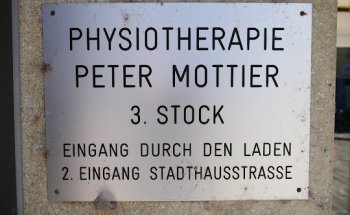 PHYSIOTHERAPIE
PETER MOTTIER
3. STOCK
EINGANG DURCH DEN LADEN
2. EINGANG STADTHAUSSTRASSE